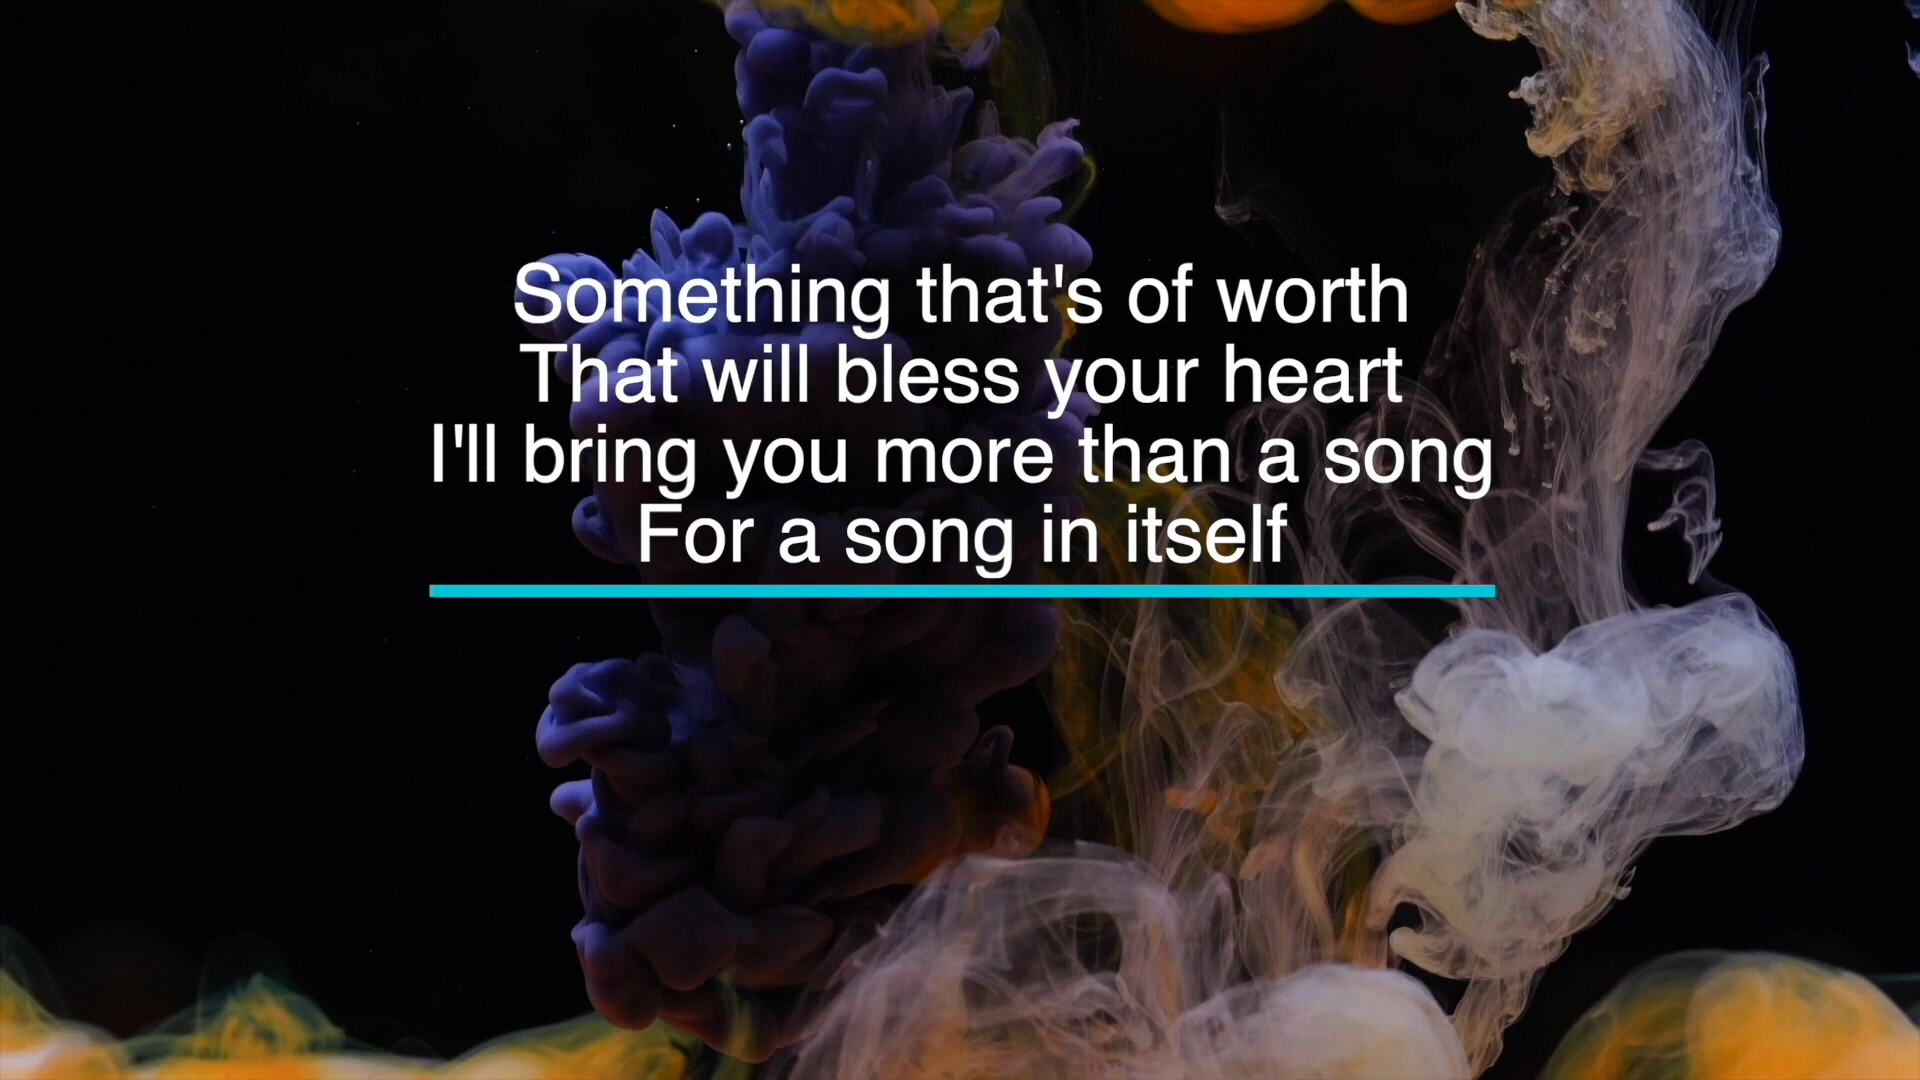 Something that's of worth
That will bless your heart
I'll bring you more than a song
For a song in itself